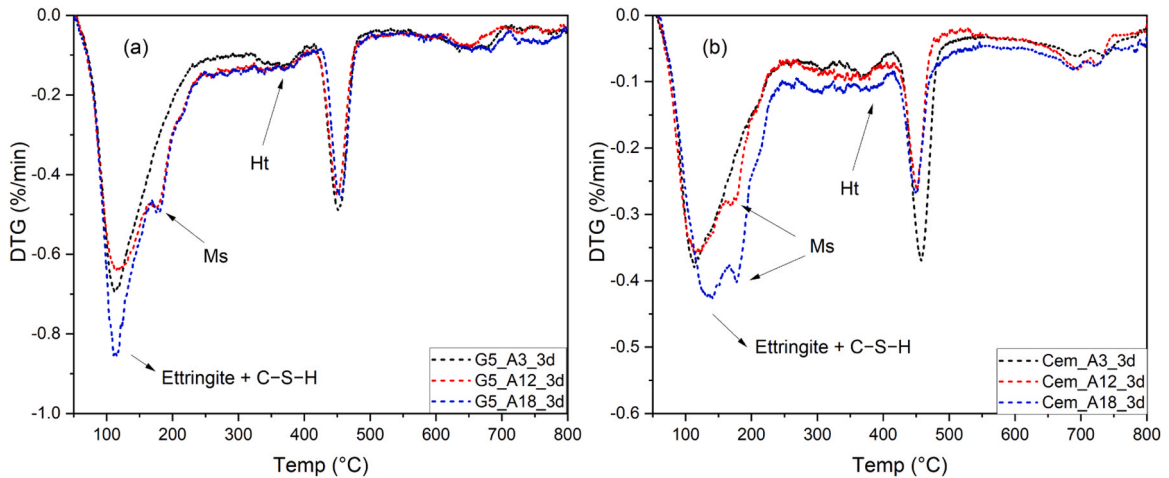 (a)
DTG (%/min)
0.0
-0.2
-0.4
-0.6
-0.8
-1.0
Ht
Ms
Ettringite + C−S−H
G5_A3_3d
G5_A12_3d
G5_A18_3d
100 200 300 400 500 600 700 800
Temp (°C)
(b)
DTG (%/min)
0.0
-0.1
-0.2
-0.3
-0.4
-0.5
-0.6
Ht
Ms
Ettringite + C−S−H
Cem_A3_3d
Cem_A12_3d
Cem_A18_3d
100 200 300 400 500 600 700 800
Temp (°C)